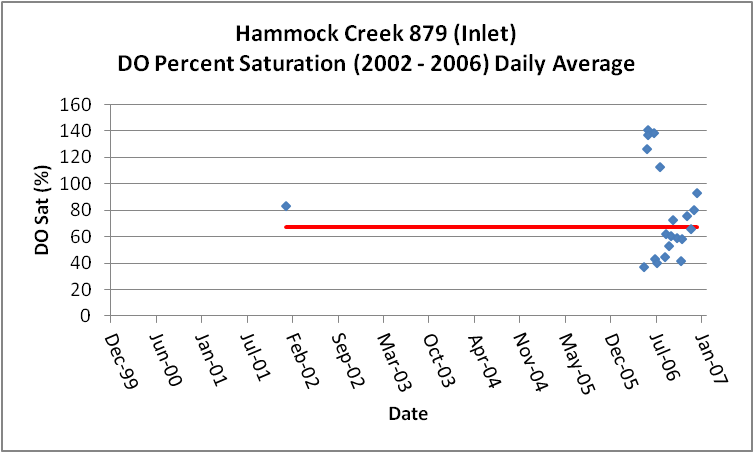 Hammock Creek 879 (Inlet)
DO Percent Saturation (2002 - 2006) Daily Average
DO Sat (%)
160
140
120
100
80
60
40
20
0
Dec-99
Jun-00
Jan-01
Jul-01
Feb-02
Sep-02
Mar-03
Oct-03
Apr-04
Nov-04
May-05
Dec-05
Jul-06
Jan-07
Date